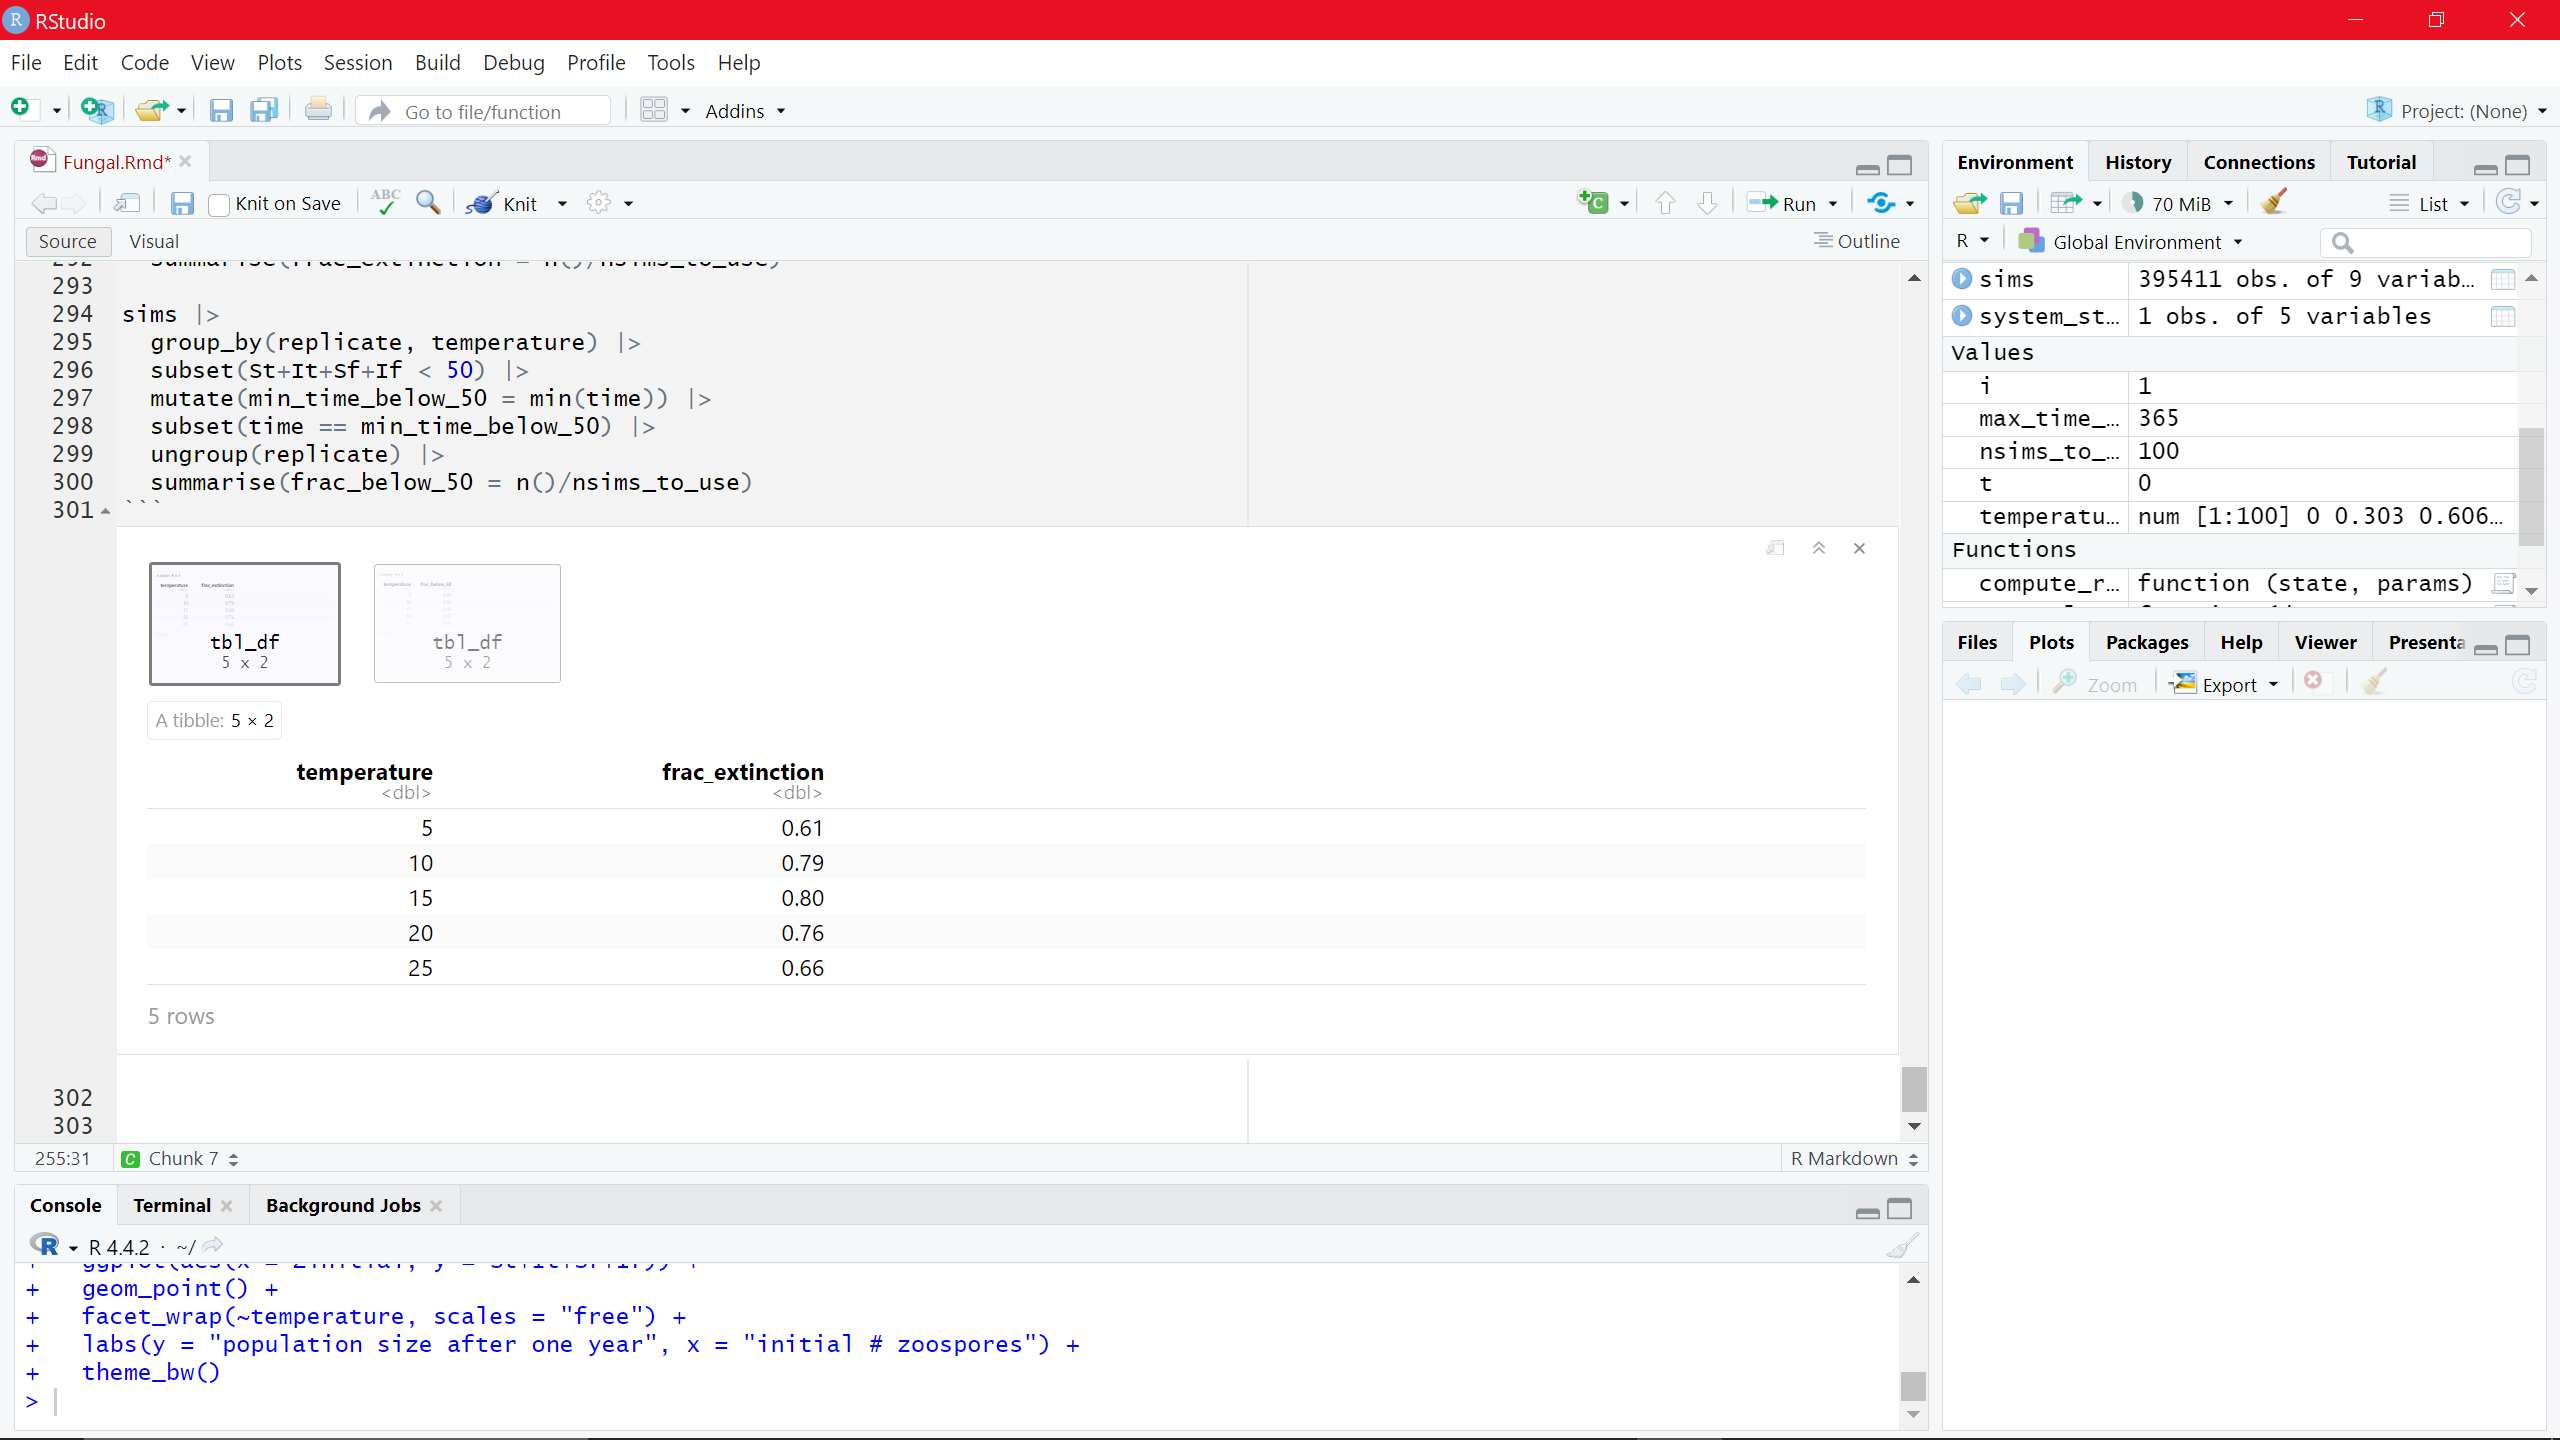 RStudio
File Edit Code View Plots Session Build Debug Profile Tools Help
Go to file/function Addins Project: (None)
Fungal.Rmd*
Knit on Save ABC Knit Run
Source Visual Outline
292 summarise(frac_extinction = n()/nsims_to_use)
293
294 sims |>
295 group_by(replicate, temperature) |>
296 subset(St+It+Sf+If < 50) |>
297 mutate(min_time_below_50 = min(time)) |>
298 subset(time == min_time_below_50) |>
299 ungroup(replicate) |>
300 summarise(frac_below_50 = n()/nsims_to_use)
301 ```
tbl_df tbl_df
5 x 2 5 x 2
A tibble: 5 × 2
temperature frac_extinction
<dbl> <dbl>
5 0.61
10 0.79
15 0.80
20 0.76
25 0.66
5 rows
302
303
255:31 C Chunk 7 R Markdown
Console Terminal Background Jobs
R R 4.4.2 · ~/
+ geom_point() +
+ facet_wrap(~temperature, scales = "free") +
+ labs(y = "population size after one year", x = "initial # zoospores") +
+ theme_bw()
>
Environment History Connections Tutorial
70 MiB List
R Global Environment
sims 395411 obs. of 9 variab…
system_st… 1 obs. of 5 variables
Values
i 1
max_time_… 365
nsims_to_… 100
t 0
temperatu… num [1:100] 0 0.303 0.606…
Functions
compute_r… function (state, params)
Files Plots Packages Help Viewer Presenta
Zoom Export